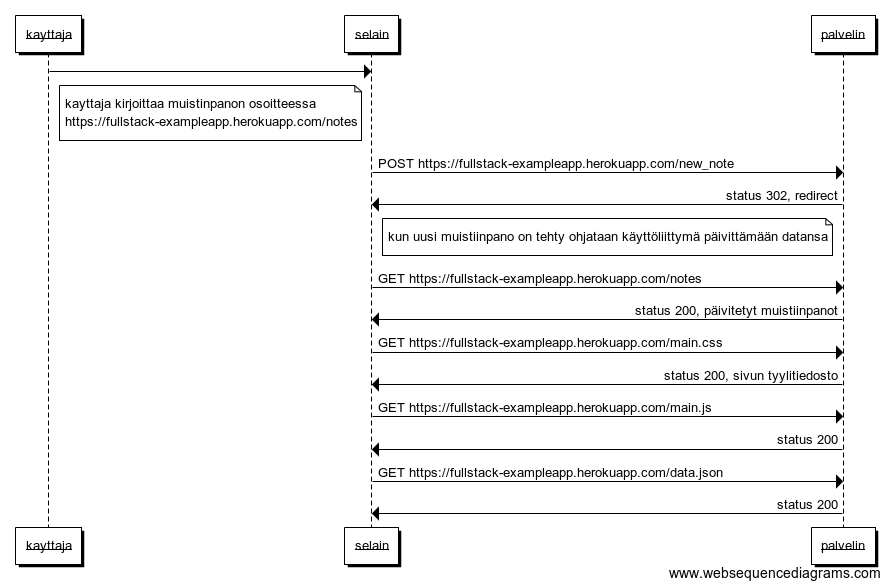 kayttaja
selain
palvelin
kayttaja kirjoittaa muistinpanon osoitteessa
https://fullstack-exampleapp.herokuapp.com/notes
POST https://fullstack-exampleapp.herokuapp.com/new_note
status 302, redirect
kun uusi muistiinpano on tehty ohjataan käyttöliittymä päivittämään datansa
GET https://fullstack-exampleapp.herokuapp.com/notes
status 200, päivitetyt muistiinpanot
GET https://fullstack-exampleapp.herokuapp.com/main.css
status 200, sivun tyylitiedosto
GET https://fullstack-exampleapp.herokuapp.com/main.js
status 200
GET https://fullstack-exampleapp.herokuapp.com/data.json
status 200
kayttaja
selain
palvelin
www.websequencediagrams.com